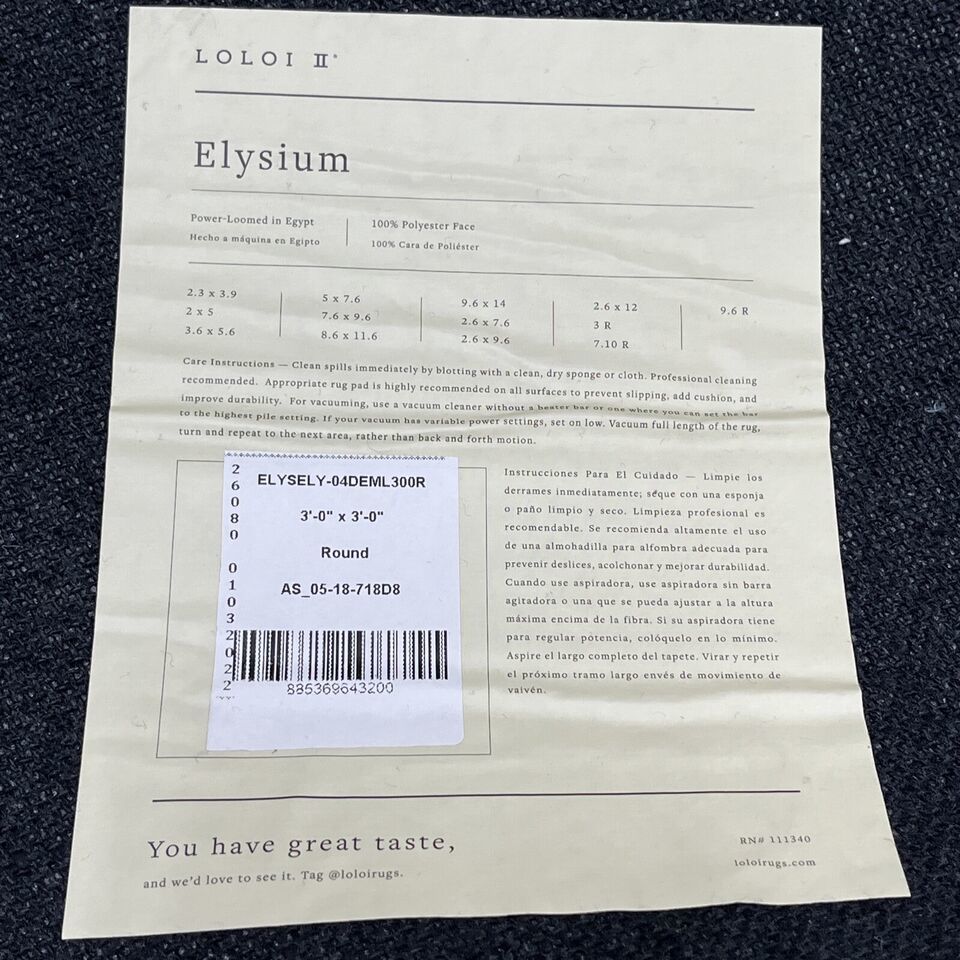 LOLOI II
Elysium
Power-Loomed in Egypt
Hecho a máquina en Egipto
100% Polyester Face
100% Cara de Poliéster
2.3 x 3.9
2 x 5
3.6 x 5.6
5 x 7.6
7.6 x 9.6
8.6 x 11.6
9.6 x 14
2.6 x 7.6
2.6 x 9.6
2.6 x 12
3 R
7.10 R
9.6 R
Care Instructions — Clean spills immediately by blotting with a clean, dry sponge or cloth. Professional cleaning
recommended. Appropriate rug pad is highly recommended on all surfaces to prevent slipping, add cushion, and
improve durability. For vacuuming, use a vacuum cleaner without a beater bar or one where you can set the bar
to the highest pile setting. If your vacuum has variable power settings, set on low. Vacuum full length of the rug,
turn and repeat to the next area, rather than back and forth motion.
26080 01032022
ELYSELY-04DEML300R
3'-0" x 3'-0"
Round
AS_05-18-718D8
885369643200
Instrucciones Para El Cuidado — Limpie los
derrames inmediatamente; séque con una esponja
o paño limpio y seco. Limpieza profesional es
recomendable. Se recomienda altamente el uso
de una almohadilla para alfombra adecuada para
prevenir deslices, acolchonar y mejorar durabilidad.
Cuando use aspiradora, use aspiradora sin barra
agitadora o una que se pueda ajustar a la altura
máxima encima de la fibra. Si su aspiradora tiene
para regular potencia, colóquelo en lo mínimo.
Aspire el largo completo del tapete. Virar y repetir
el próximo tramo largo envés de movimiento de
vaivén.
You have great taste,
and we'd love to see it. Tag @loloirugs.
RN# 111340
loloirugs.com